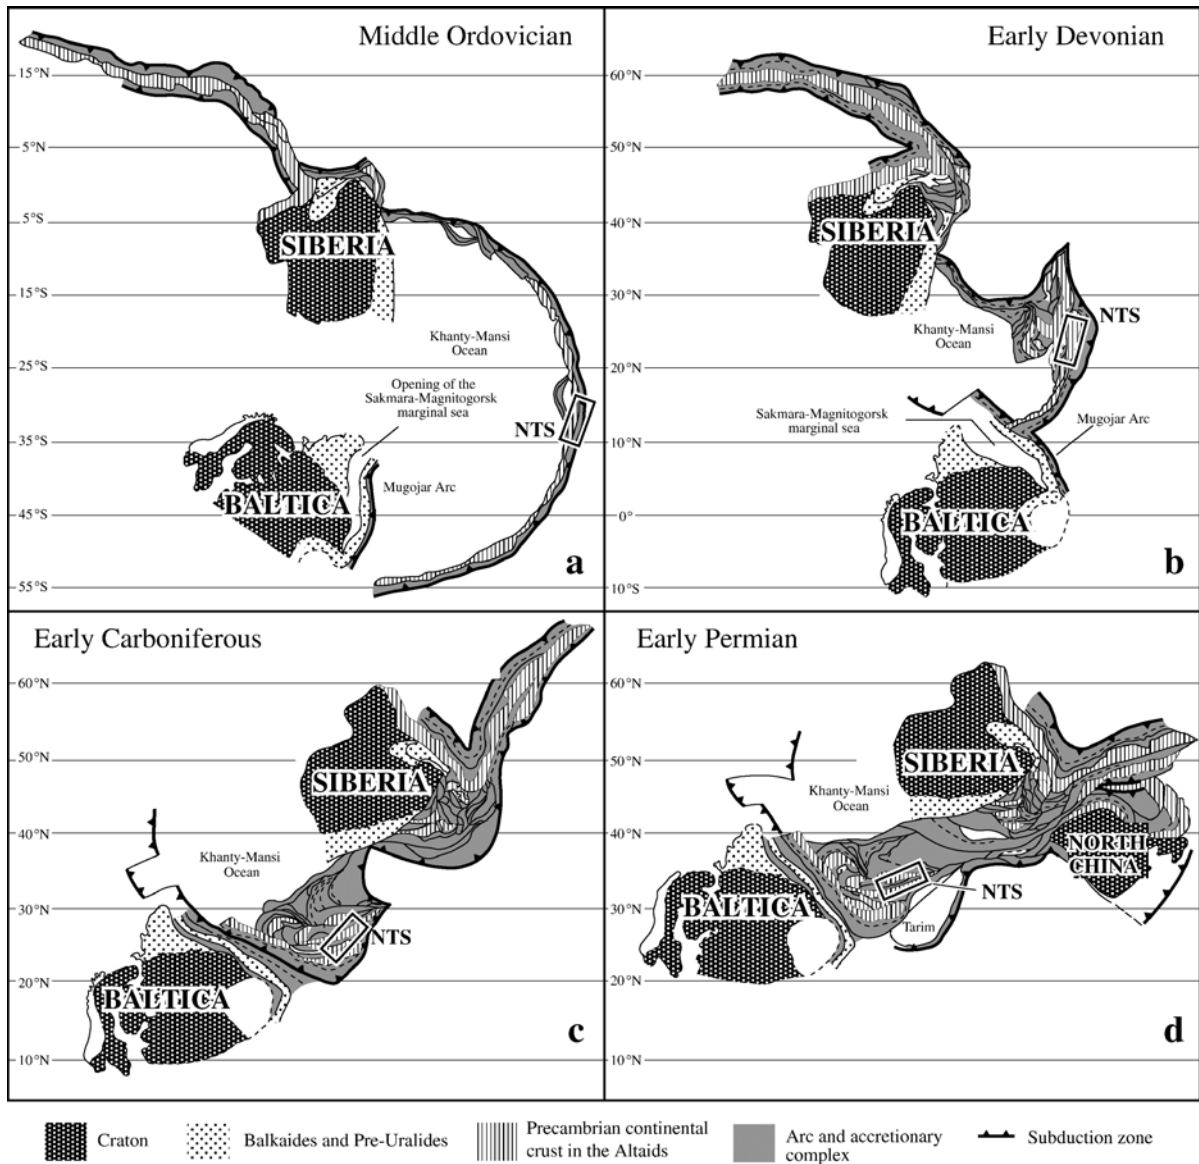 Middle Ordovician
15°N
5°N
5°S
15°S
25°S
35°S
45°S
55°S
SIBERIA
Khanty-Mansi
Ocean
Opening of the
Sakmara-Magnitogorsk
marginal sea
NTS
BALTICA
Mugojar Arc
a
Early Devonian
60°N
50°N
40°N
30°N
20°N
10°N
0°
10°S
SIBERIA
NTS
Khanty-Mansi
Ocean
Sakmara-Magnitogorsk
marginal sea
Mugojar Arc
BALTICA
b
Early Carboniferous
60°N
50°N
40°N
30°N
20°N
10°N
SIBERIA
Khanty-Mansi
Ocean
NTS
BALTICA
c
Early Permian
60°N
50°N
40°N
30°N
20°N
10°N
SIBERIA
Khanty-Mansi
Ocean
NORTH
CHINA
NTS
BALTICA
Tarim
d
Craton
Balkaides and Pre-Uralides
Precambrian continental
crust in the Altaids
Arc and accretionary
complex
Subduction zone